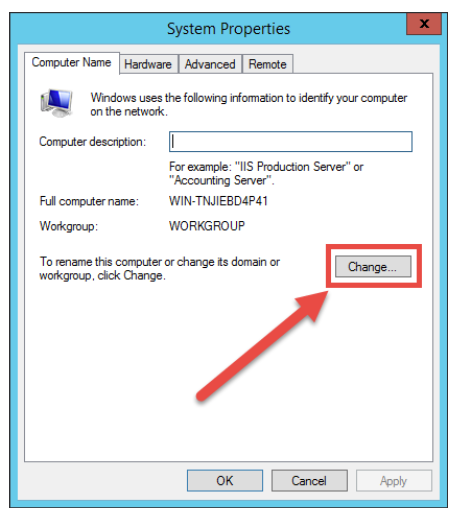 System Properties
x
Computer Name Hardware Advanced Remote
Windows uses the following information to identify your computer
on the network.
Computer description:
For example: "IIS Production Server" or
"Accounting Server".
Full computer name: WIN-TNJIEBD4P41
Workgroup: WORKGROUP
To rename this computer or change its domain or
workgroup, click Change.
Change...
OK Cancel Apply